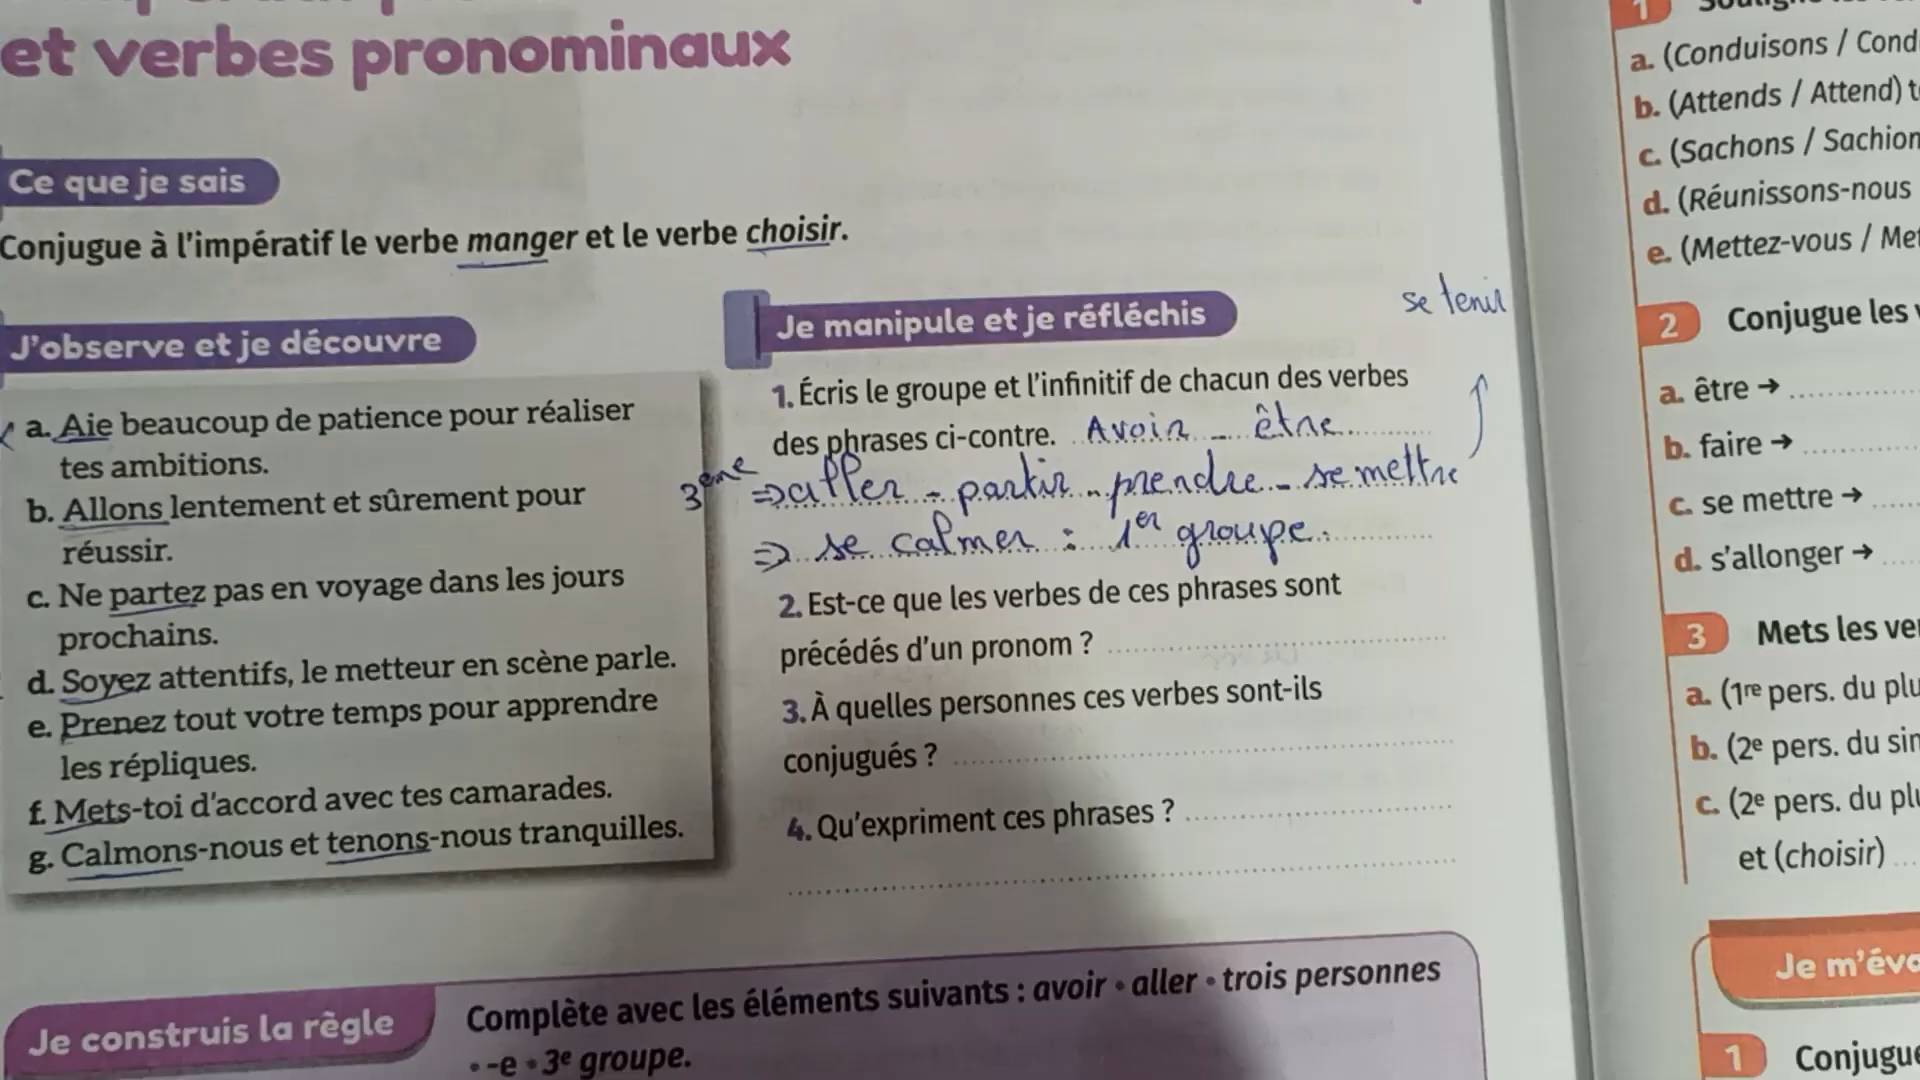 et verbes pronominaux
Ce que je sais
Conjugue à l'impératif le verbe manger et le verbe choisir.
J'observe et je découvre
a. Aie beaucoup de patience pour réaliser
tes ambitions.
b. Allons lentement et sûrement pour
réussir.
c. Ne partez pas en voyage dans les jours
prochains.
d. Soyez attentifs, le metteur en scène parle.
e. Prenez tout votre temps pour apprendre
les répliques.
f. Mets-toi d'accord avec tes camarades.
g. Calmons-nous et tenons-nous tranquilles.
Je manipule et je réfléchis
se tenir
1. Écris le groupe et l'infinitif de chacun des verbes
des phrases ci-contre. Avoir - être
3ème ⇒ aller - partir - prendre - se mettre
⇒ se calmer : 1er groupe.
2. Est-ce que les verbes de ces phrases sont
précédés d'un pronom ?
3. À quelles personnes ces verbes sont-ils
conjugués ?
4. Qu'expriment ces phrases ?
Je construis la règle
Complète avec les éléments suivants : avoir • aller • trois personnes
• -e • 3e groupe.
1
a. (Conduisons / Cond
b. (Attends / Attend) t
c. (Sachons / Sachion
d. (Réunissons-nous
e. (Mettez-vous / Me
2 Conjugue les
a. être →
b. faire →
c. se mettre →
d. s'allonger →
3 Mets les ve
a. (1re pers. du plu
b. (2e pers. du sin
c. (2e pers. du plu
et (choisir)
Je m'éva
1 Conjugue